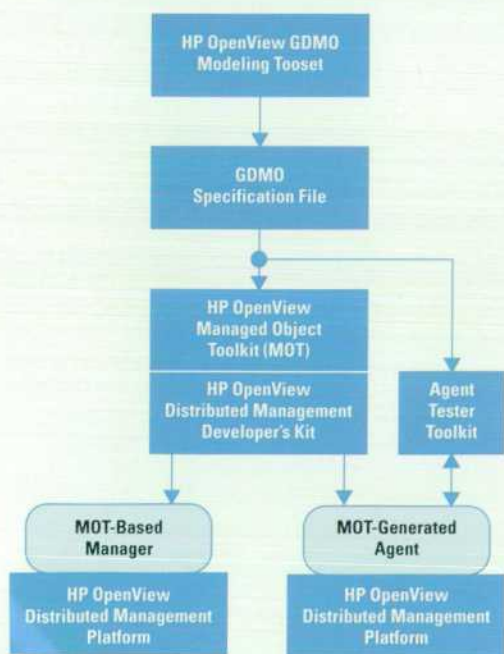 HP OpenView GDMO
Modeling Tooset
GDMO
Specification File
HP OpenView
Managed Object
Toolkit (MOT)
HP OpenView
Distributed Management
Developer's Kit
Agent
Tester
Toolkit
MOT-Based
Manager
MOT-Generated
Agent
HP OpenView
Distributed Management
Platform
HP OpenView
Distributed Management
Platform